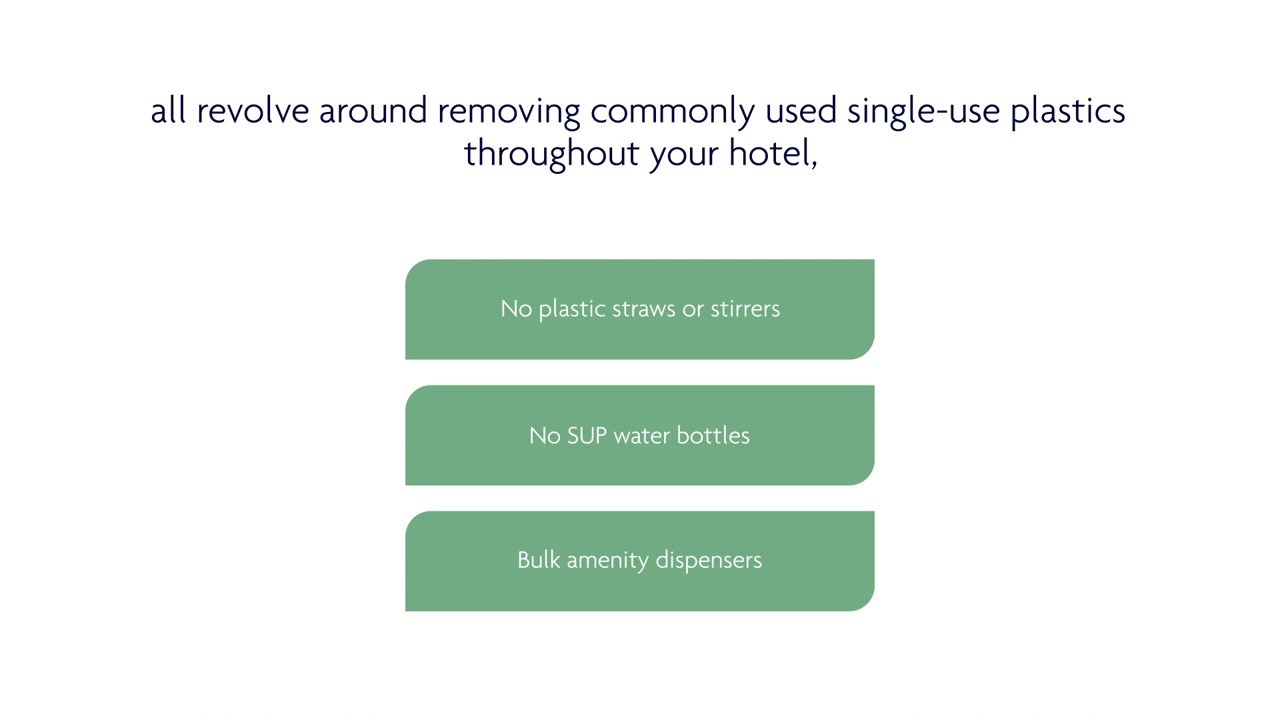 all revolve around removing commonly used single-use plastics
throughout your hotel,
No plastic straws or stirrers
No SUP water bottles
Bulk amenity dispensers